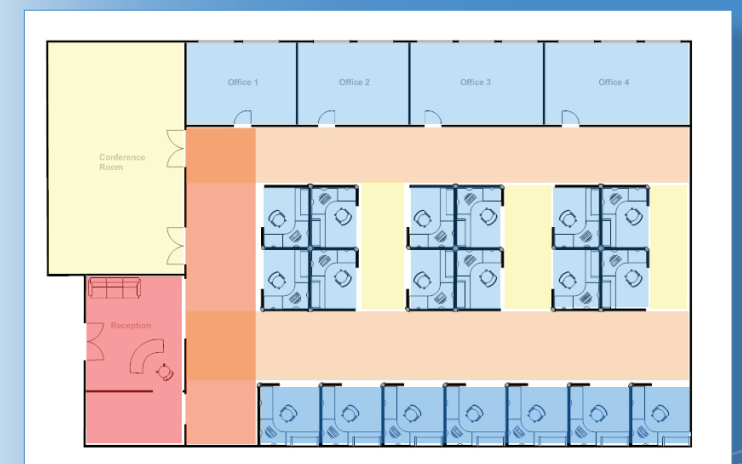 Office 1
Office 2
Office 3
Office 4
Conference
Room
Reception